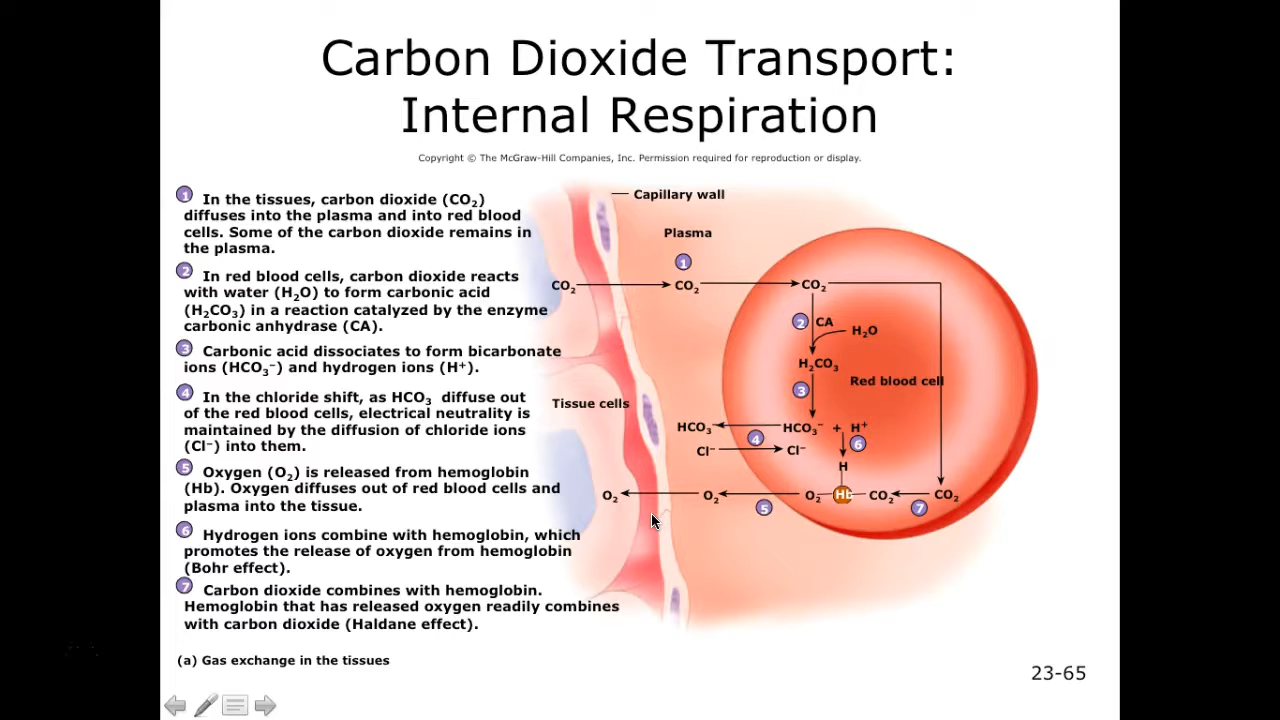 Carbon Dioxide Transport:
Internal Respiration
Copyright © The McGraw-Hill Companies, Inc. Permission required for reproduction or display.
1 In the tissues, carbon dioxide (CO₂)
diffuses into the plasma and into red blood
cells. Some of the carbon dioxide remains in
the plasma.
2 In red blood cells, carbon dioxide reacts
with water (H₂O) to form carbonic acid
(H₂CO₃) in a reaction catalyzed by the enzyme
carbonic anhydrase (CA).
3 Carbonic acid dissociates to form bicarbonate
ions (HCO₃⁻) and hydrogen ions (H⁺).
4 In the chloride shift, as HCO₃ diffuse out
of the red blood cells, electrical neutrality is
maintained by the diffusion of chloride ions
(Cl⁻) into them.
5 Oxygen (O₂) is released from hemoglobin
(Hb). Oxygen diffuses out of red blood cells and
plasma into the tissue.
6 Hydrogen ions combine with hemoglobin, which
promotes the release of oxygen from hemoglobin
(Bohr effect).
7 Carbon dioxide combines with hemoglobin.
Hemoglobin that has released oxygen readily combines
with carbon dioxide (Haldane effect).
(a) Gas exchange in the tissues
Capillary wall
Plasma
1
CO₂ CO₂ CO₂
2 CA
H₂O
H₂CO₃
3
Red blood cell
Tissue cells
HCO₃⁻ HCO₃⁻ + H⁺
4 6
Cl⁻ Cl⁻
H
O₂ O₂ O₂ Hb CO₂ CO₂
5 7
23-65